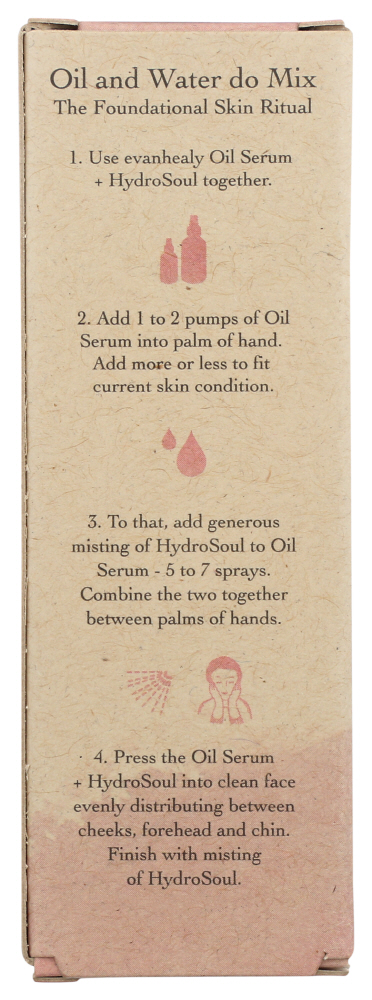 Oil and Water do Mix
The Foundational Skin Ritual
1. Use evanhealy Oil Serum
+ HydroSoul together.
2. Add 1 to 2 pumps of Oil
Serum into palm of hand.
Add more or less to fit
current skin condition.
3. To that, add generous
misting of HydroSoul to Oil
Serum - 5 to 7 sprays.
Combine the two together
between palms of hands.
4. Press the Oil Serum
+ HydroSoul into clean face
evenly distributing between
cheeks, forehead and chin.
Finish with misting
of HydroSoul.